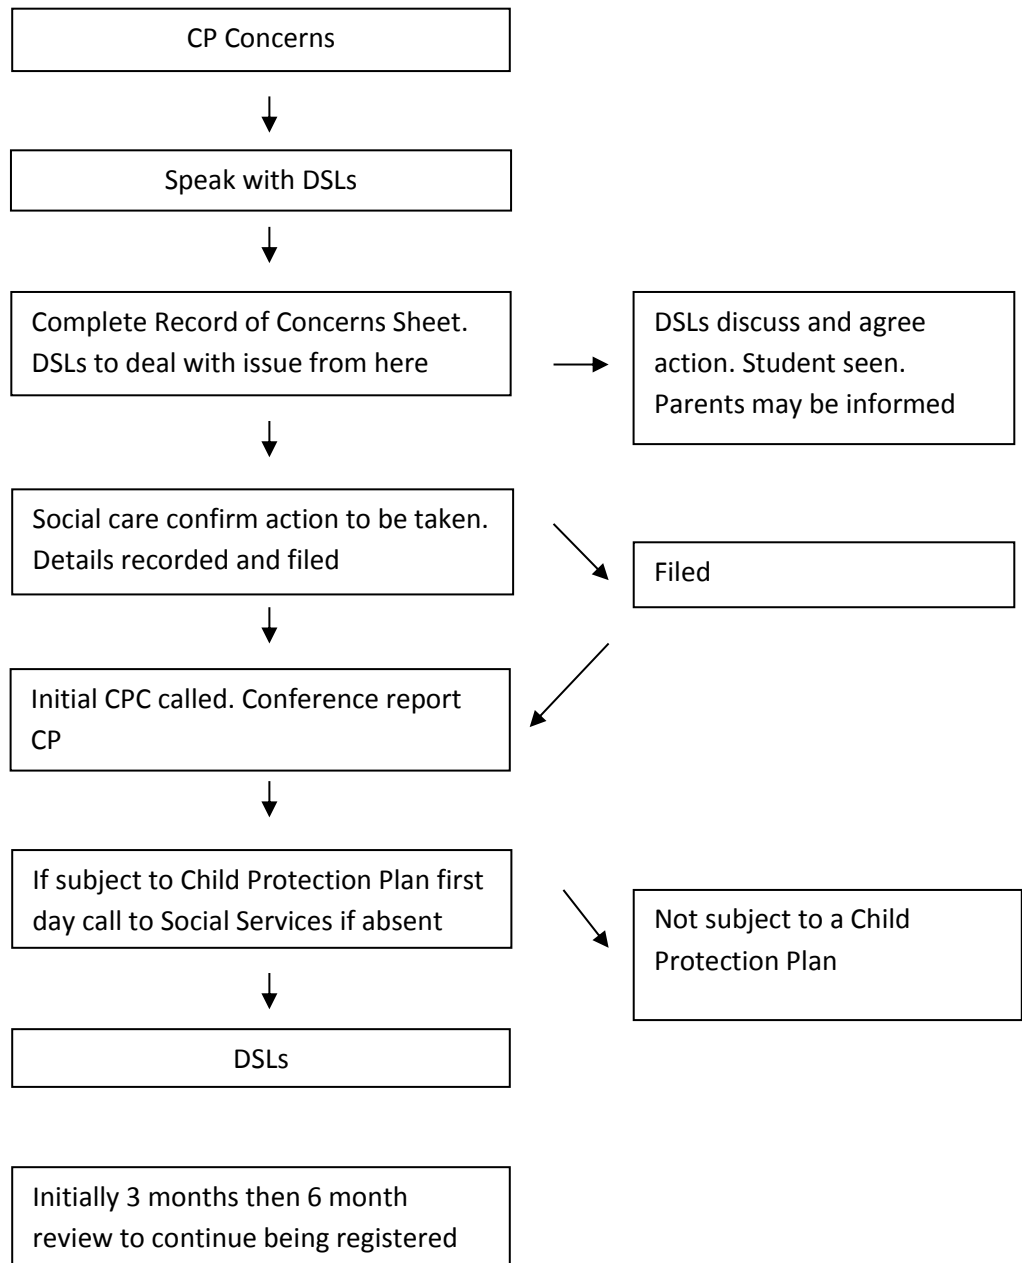 CP Concerns
Speak with DSLs
Complete Record of Concerns Sheet.
DSLs to deal with issue from here
DSLs discuss and agree
action. Student seen.
Parents may be informed
Social care confirm action to be taken.
Details recorded and filed
Filed
Initial CPC called. Conference report
CP
If subject to Child Protection Plan first
day call to Social Services if absent
Not subject to a Child
Protection Plan
DSLs
Initially 3 months then 6 month
review to continue being registered